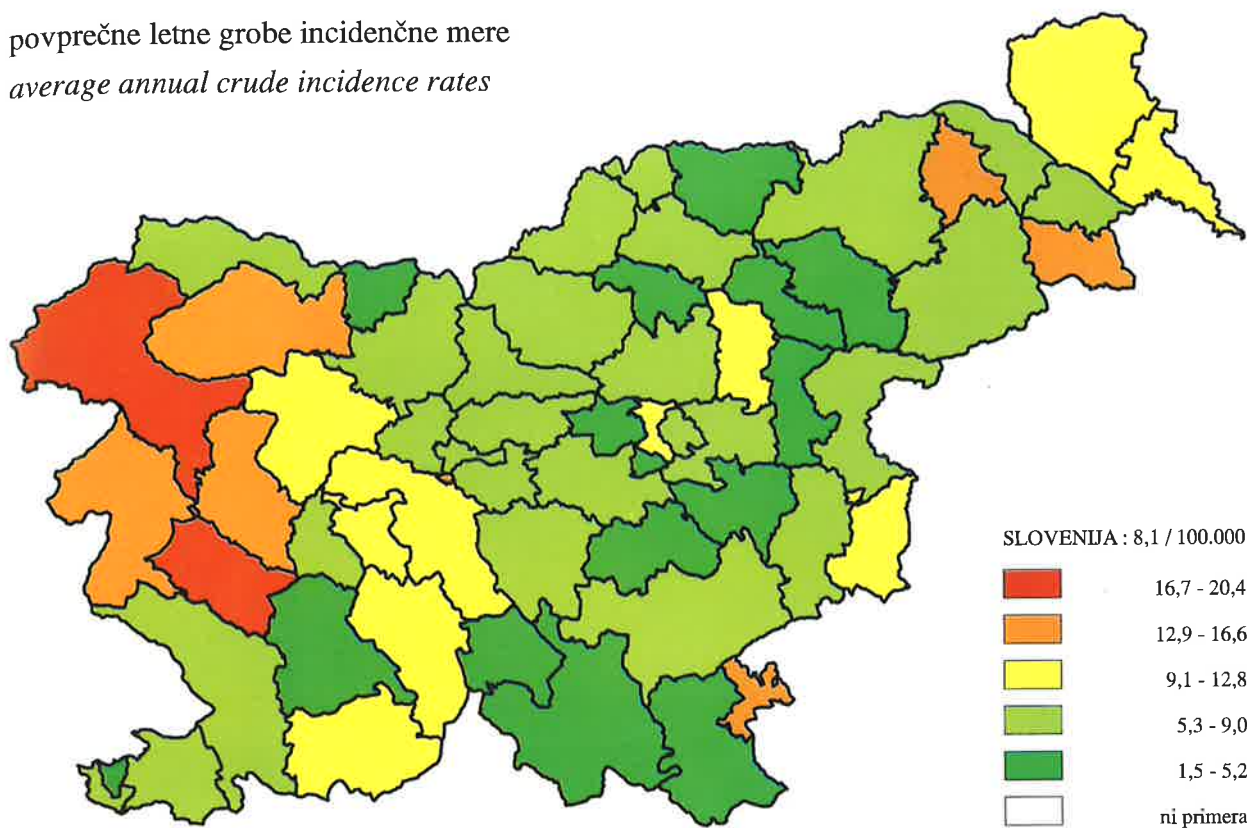 povprečne letne grobe incidenčne mere
average annual crude incidence rates
SLOVENIJA : 8,1 / 100.000
16,7 - 20,4
12,9 - 16,6
9,1 - 12,8
5,3 - 9,0
1,5 - 5,2
ni primera